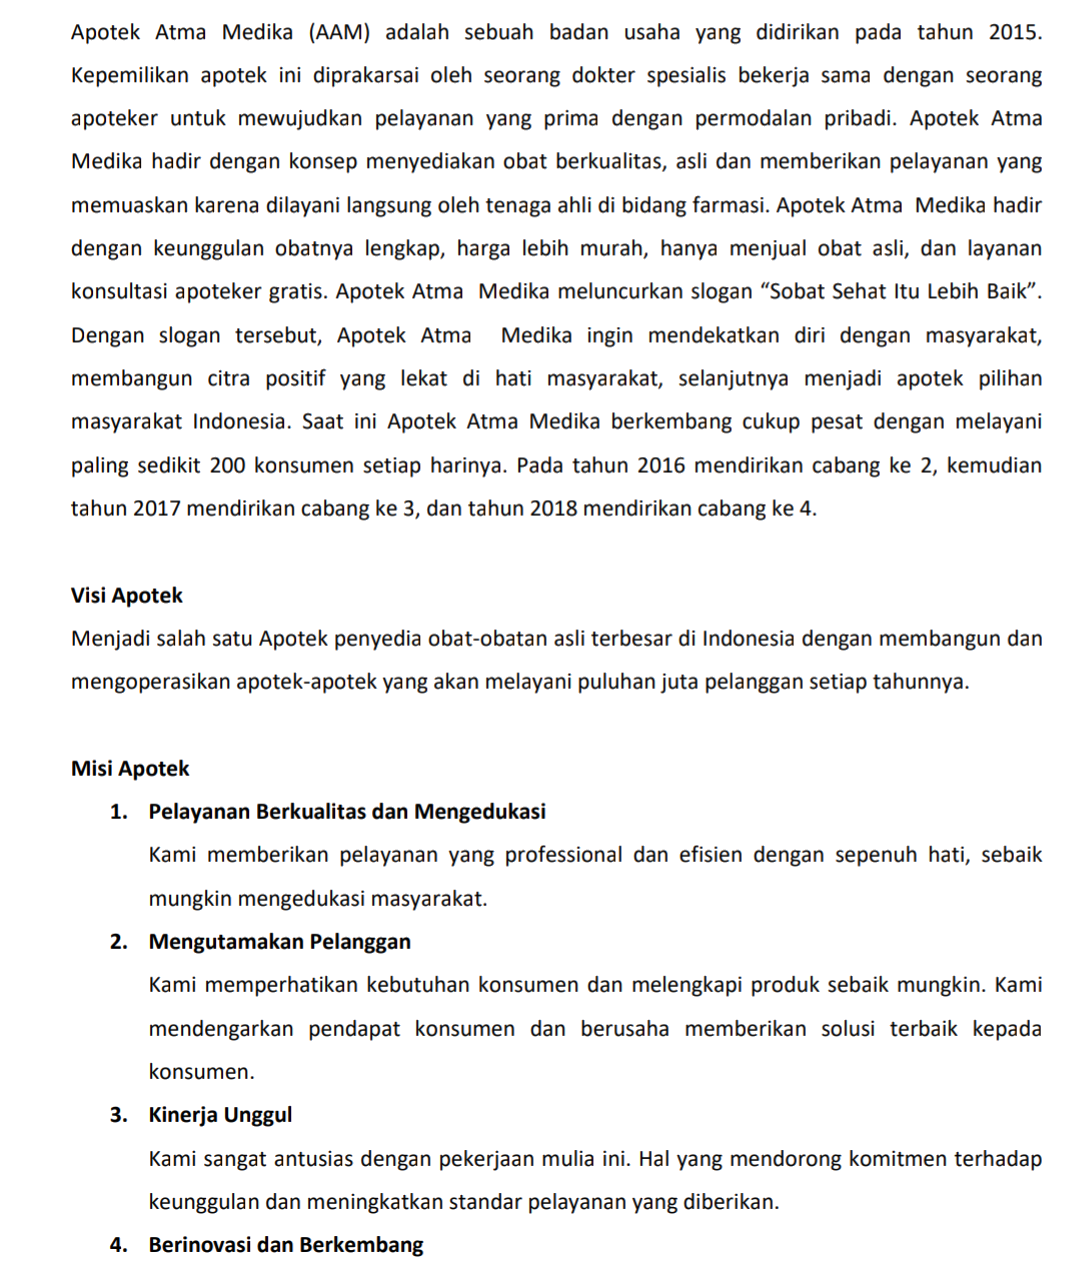 Apotek Atma Medika (AAM) adalah sebuah badan usaha yang didirikan pada tahun 2015.
Kepemilikan apotek ini diprakarsai oleh seorang dokter spesialis bekerja sama dengan seorang
apoteker untuk mewujudkan pelayanan yang prima dengan permodalan pribadi. Apotek Atma
Medika hadir dengan konsep menyediakan obat berkualitas, asli dan memberikan pelayanan yang
memuaskan karena dilayani langsung oleh tenaga ahli di bidang farmasi. Apotek Atma  Medika hadir
dengan keunggulan obatnya lengkap, harga lebih murah, hanya menjual obat asli, dan layanan
konsultasi apoteker gratis. Apotek Atma  Medika meluncurkan slogan “Sobat Sehat Itu Lebih Baik”.
Dengan slogan tersebut, Apotek Atma  Medika ingin mendekatkan diri dengan masyarakat,
membangun citra positif yang lekat di hati masyarakat, selanjutnya menjadi apotek pilihan
masyarakat Indonesia. Saat ini Apotek Atma Medika berkembang cukup pesat dengan melayani
paling sedikit 200 konsumen setiap harinya. Pada tahun 2016 mendirikan cabang ke 2, kemudian
tahun 2017 mendirikan cabang ke 3, dan tahun 2018 mendirikan cabang ke 4.
Visi Apotek
Menjadi salah satu Apotek penyedia obat-obatan asli terbesar di Indonesia dengan membangun dan
mengoperasikan apotek-apotek yang akan melayani puluhan juta pelanggan setiap tahunnya.
Misi Apotek
1. Pelayanan Berkualitas dan Mengedukasi
Kami memberikan pelayanan yang professional dan efisien dengan sepenuh hati, sebaik
mungkin mengedukasi masyarakat.
2. Mengutamakan Pelanggan
Kami memperhatikan kebutuhan konsumen dan melengkapi produk sebaik mungkin. Kami
mendengarkan pendapat konsumen dan berusaha memberikan solusi terbaik kepada
konsumen.
3. Kinerja Unggul
Kami sangat antusias dengan pekerjaan mulia ini. Hal yang mendorong komitmen terhadap
keunggulan dan meningkatkan standar pelayanan yang diberikan.
4. Berinovasi dan Berkembang